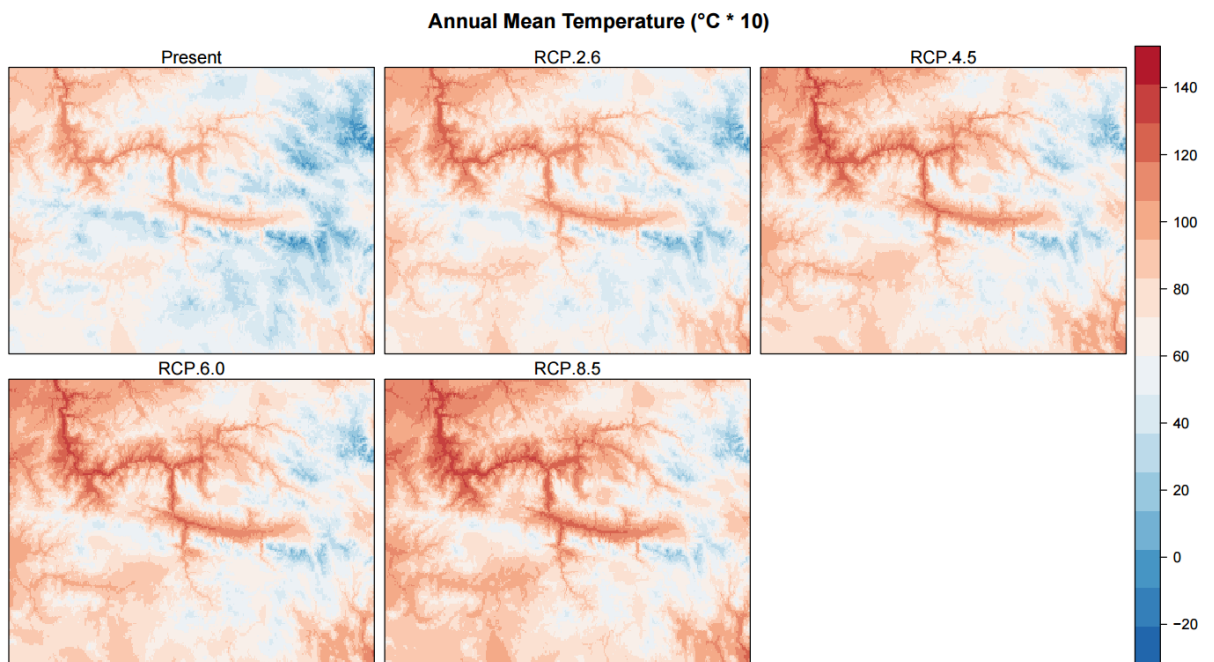 Annual Mean Temperature (°C * 10)
Present
RCP.2.6
RCP.4.5
RCP.6.0
RCP.8.5
140
120
100
80
60
40
20
0
−20